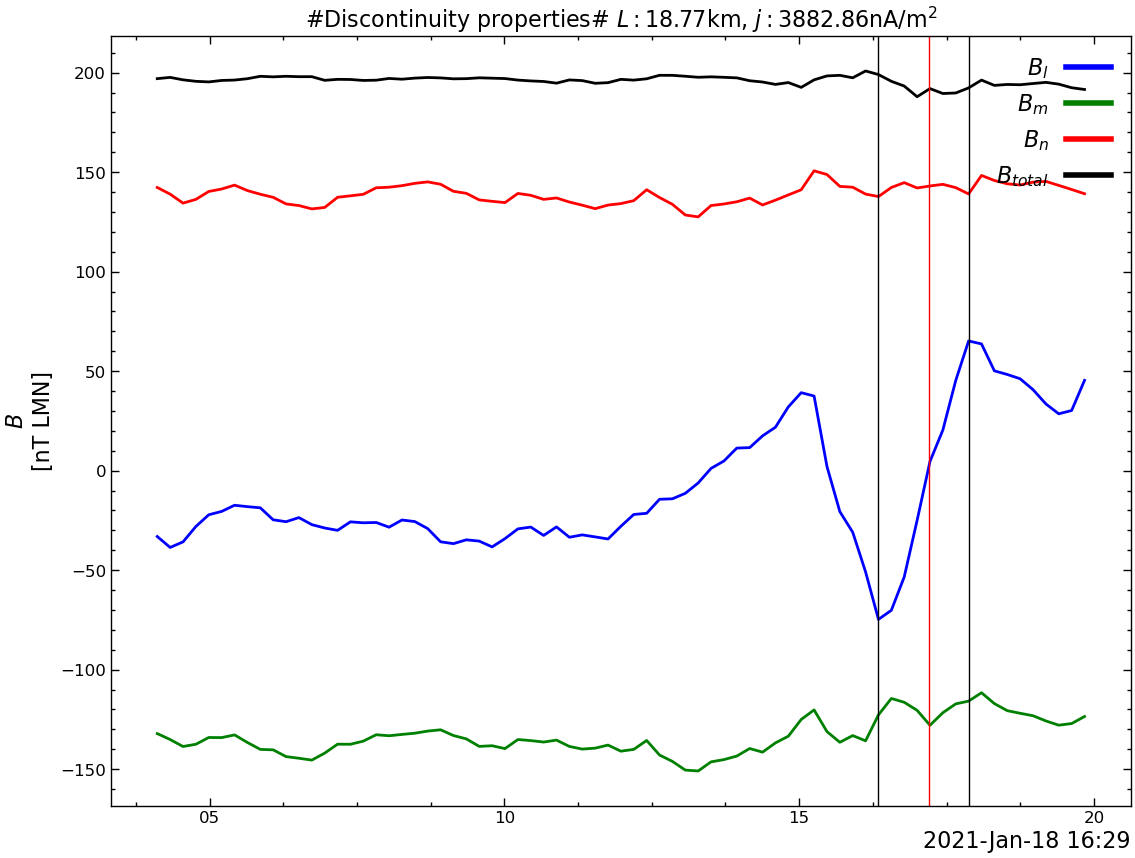 #Discontinuity properties# L : 18.77km, j : 3882.86nA/m²
200
150
100
50
0
−50
−100
−150
B
[nT LMN]
B_l
B_m
B_n
B_total
05
10
15
20
2021-Jan-18 16:29